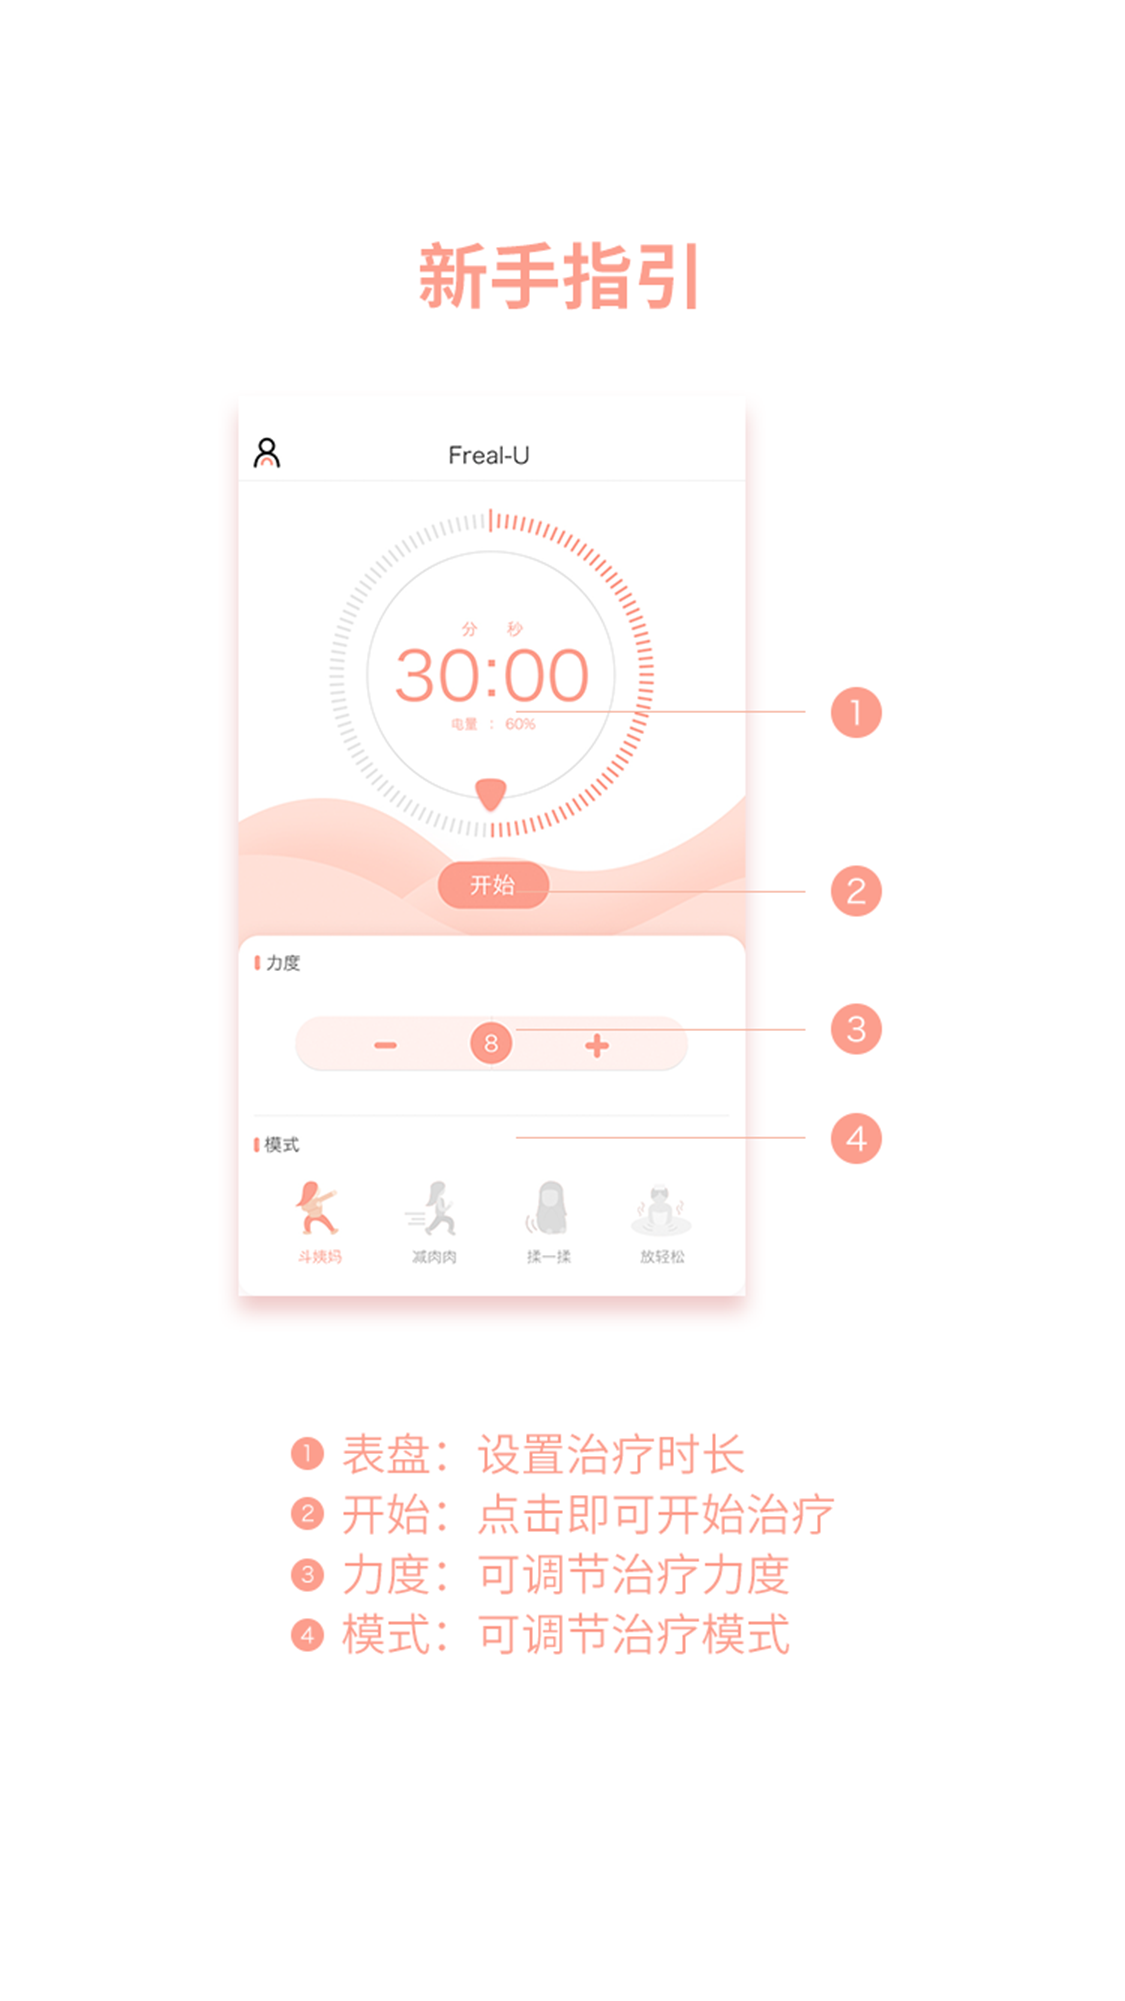 新手指引
Freal-U
分 秒
30:00
电量 : 60%
1
开始
2
力度
8
3
模式
4
斗姨妈 减肉肉 揉一揉 放轻松
1 表盘：设置治疗时长
2 开始：点击即可开始治疗
3 力度：可调节治疗力度
4 模式：可调节治疗模式